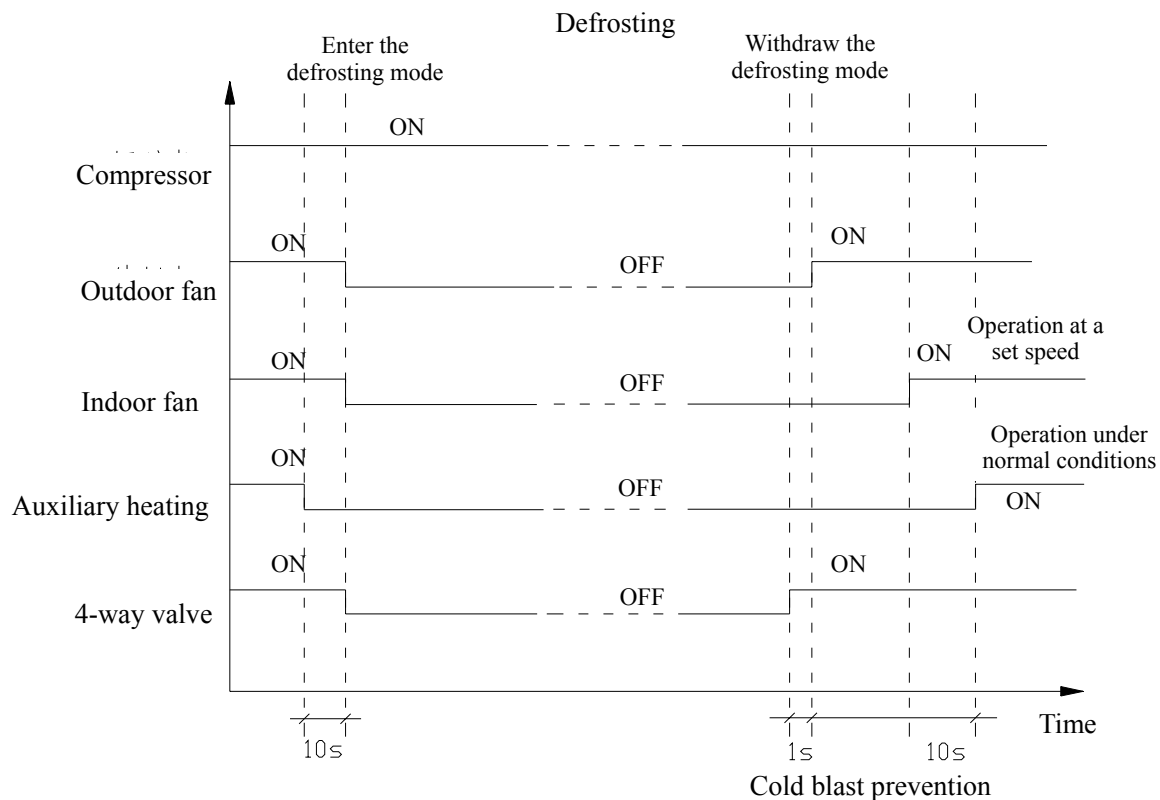 Defrosting
Enter the
defrosting mode
Withdraw the
defrosting mode
ON
Compressor
ON
ON
OFF
Outdoor fan
Operation at a
set speed
ON
ON
OFF
Indoor fan
Operation under
normal conditions
ON
OFF
ON
Auxiliary heating
ON
ON
OFF
4-way valve
Time
10s
1s
10s
Cold blast prevention